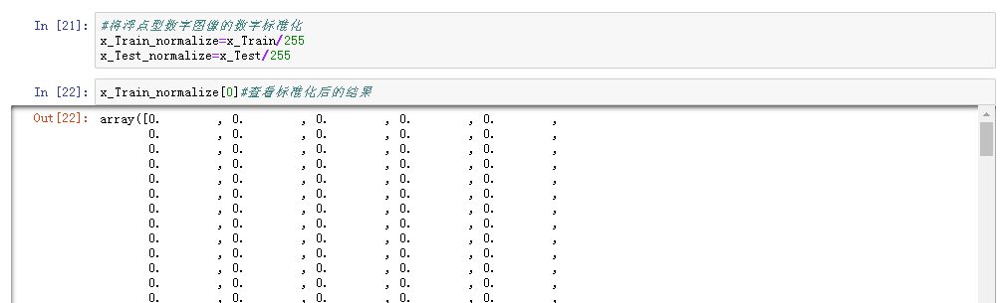 In [21]: #将浮点型数字图像的数字标准化
x_Train_normalize=x_Train/255
x_Test_normalize=x_Test/255
In [22]: x_Train_normalize[0]#查看标准化后的结果
Out[22]: array([0. , 0. , 0. , 0. , 0. ,
0. , 0. , 0. , 0. , 0. ,
0. , 0. , 0. , 0. , 0. ,
0. , 0. , 0. , 0. , 0. ,
0. , 0. , 0. , 0. , 0. ,
0. , 0. , 0. , 0. , 0. ,
0. , 0. , 0. , 0. , 0. ,
0. , 0. , 0. , 0. , 0. ,
0. , 0. , 0. , 0. , 0. ,
0. , 0. , 0. , 0. , 0. ,
0. , 0. , 0. , 0. , 0. ,
0. , 0. , 0. , 0. , 0. ,
0. , 0. , 0. , 0. , 0. ,